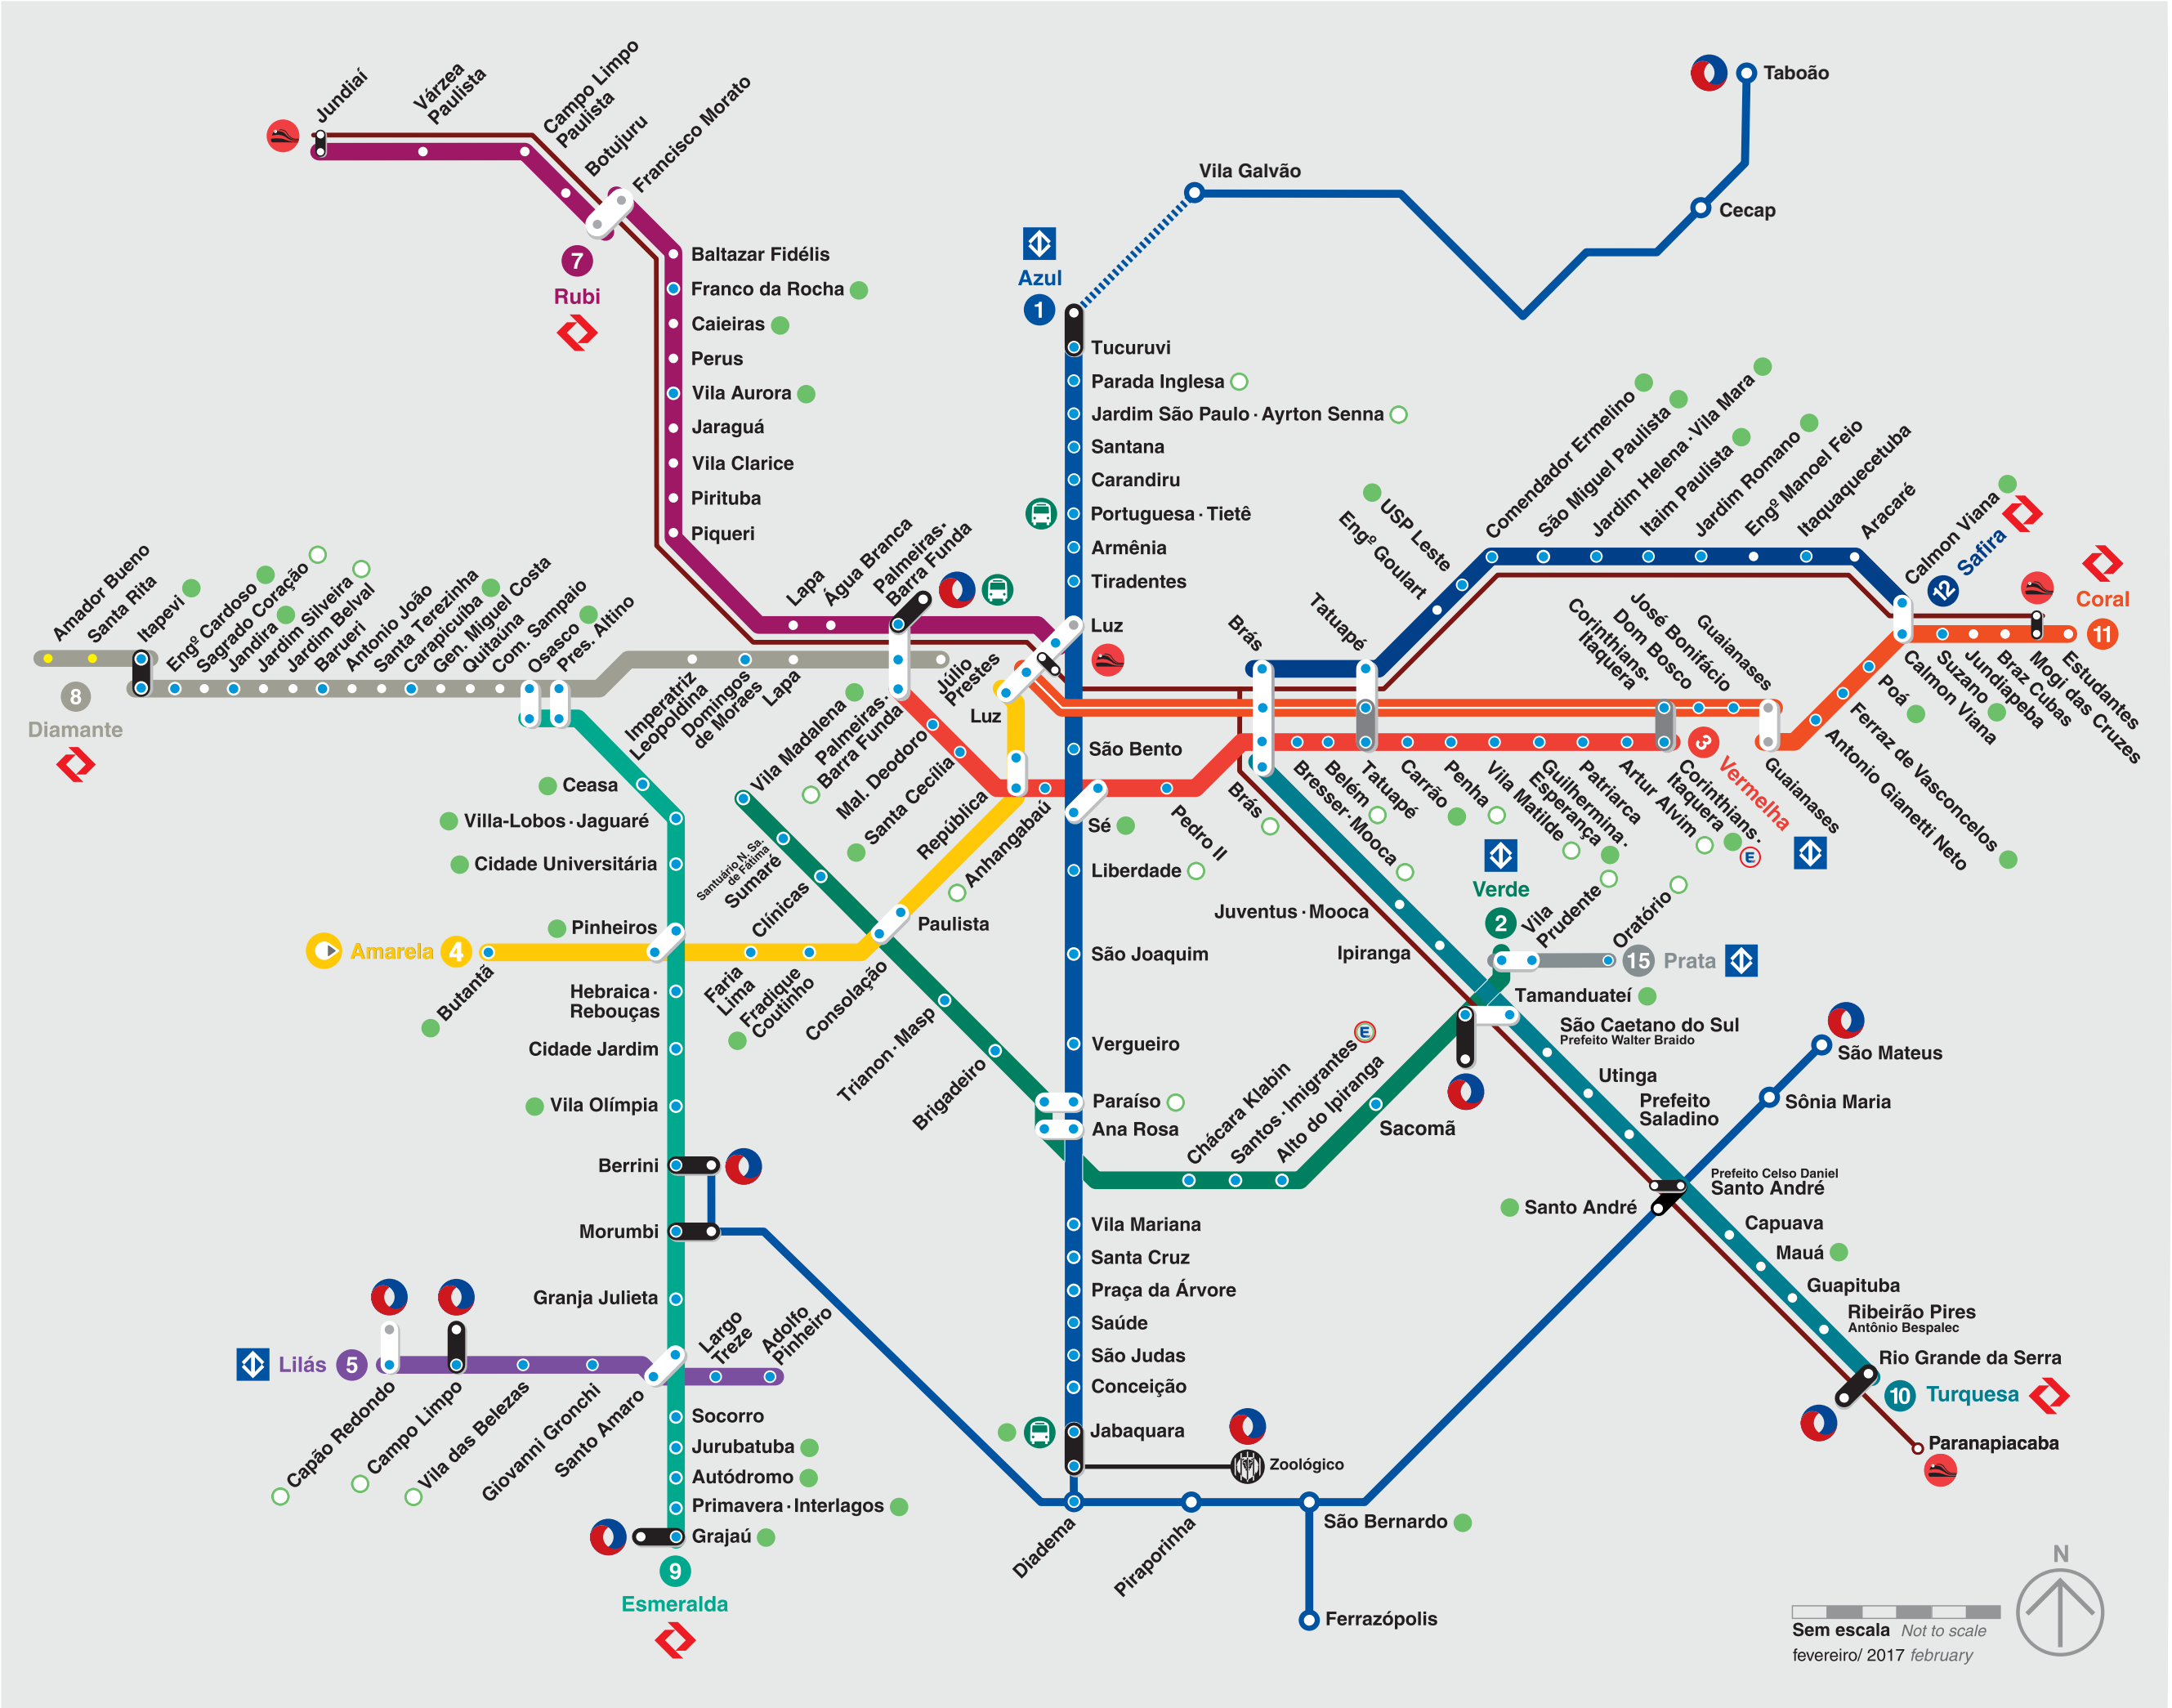 Jundiaí
Várzea
Paulista
Campo Limpo
Paulista
Botujuru
Francisco Morato
7
Rubi
Baltazar Fidélis
Franco da Rocha
Caieiras
Perus
Vila Aurora
Jaraguá
Vila Clarice
Pirituba
Piqueri
Lapa
Água Branca
Palmeiras·
Barra Funda
Taboão
Cecap
Vila Galvão
Azul
1
Tucuruvi
Parada Inglesa
Jardim São Paulo · Ayrton Senna
Santana
Carandiru
Portuguesa · Tietê
Armênia
Tiradentes
Luz
Amador Bueno
Santa Rita
Itapevi
Engº Cardoso
Sagrado Coração
Jandira
Jardim Silveira
Jardim Belval
Barueri
Antonio João
Santa Terezinha
Carapicuíba
Gen. Miguel Costa
Quitaúna
Com. Sampaio
Osasco
Pres. Altino
8
Diamante
Imperatriz
Leopoldina
Domingos
de Moraes
Lapa
Júlio
Prestes
Luz
Brás
Tatuapé
Engº Goulart
USP Leste
Comendador Ermelino
São Miguel Paulista
Jardim Helena · Vila Mara
Itaim Paulista
Jardim Romano
Engº Manoel Feio
Itaquaquecetuba
Aracaré
Calmon Viana
12
Safira
Coral
11
Corinthians·
Itaquera
Dom Bosco
José Bonifácio
Guaianases
Calmon Viana
Suzano
Jundiapeba
Braz Cubas
Mogi das Cruzes
Estudantes
Poá
Ferraz de Vasconcelos
Antonio Gianetti Neto
Guaianases
3
Vermelha
Palmeiras·
Barra Funda
Mal. Deodoro
Santa Cecília
República
Anhangabaú
São Bento
Sé
Pedro II
Brás
Bresser · Mooca
Belém
Tatuapé
Carrão
Penha
Vila Matilde
Guilhermina·
Esperança
Patriarca
Artur Alvim
Corinthians·
Itaquera
E
Ceasa
Villa-Lobos · Jaguaré
Cidade Universitária
Pinheiros
Hebraica ·
Rebouças
Cidade Jardim
Vila Olímpia
Berrini
Morumbi
Granja Julieta
Vila Madalena
Santuário N. Sa.
de Fátima
Sumaré
Clínicas
Consolação
Paulista
Trianon · Masp
Brigadeiro
Amarela
4
Butantã
Faria
Lima
Fradique
Coutinho
Liberdade
São Joaquim
Vergueiro
Paraíso
Ana Rosa
Vila Mariana
Santa Cruz
Praça da Árvore
Saúde
São Judas
Conceição
Jabaquara
Zoológico
Chácara Klabin
Santos · Imigrantes
E
Alto do Ipiranga
Sacomã
Verde
2
Vila
Prudente
Oratório
15
Prata
Juventus · Mooca
Ipiranga
Tamanduateí
São Caetano do Sul
Prefeito Walter Braido
Utinga
Prefeito
Saladino
Prefeito Celso Daniel
Santo André
Santo André
Capuava
Mauá
Guapituba
Ribeirão Pires
Antônio Bespalec
Rio Grande da Serra
10
Turquesa
Paranapiacaba
São Mateus
Sônia Maria
Lilás
5
Capão Redondo
Campo Limpo
Vila das Belezas
Giovanni Gronchi
Santo Amaro
Largo
Treze
Adolfo
Pinheiro
Socorro
Jurubatuba
Autódromo
Primavera · Interlagos
Grajaú
9
Esmeralda
Diadema
Piraporinha
São Bernardo
Ferrazópolis
N
Sem escala Not to scale
fevereiro/ 2017 february